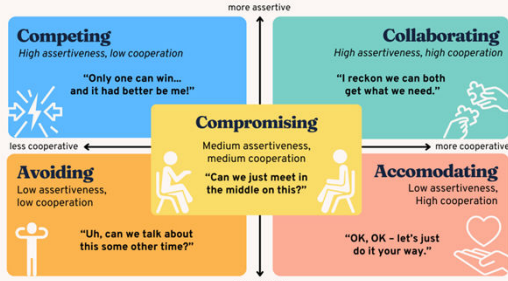 more assertive
Competing
High assertiveness, low cooperation
“Only one can win...
and it had better be me!”
Collaborating
High assertiveness, high cooperation
“I reckon we can both
get what we need.”
Compromising
Medium assertiveness,
medium cooperation
“Can we just meet in
the middle on this?”
less cooperative
more cooperative
Avoiding
Low assertiveness,
low cooperation
“Uh, can we talk about
this some other time?”
Accomodating
Low assertiveness,
High cooperation
“OK, OK – let’s just
do it your way.”